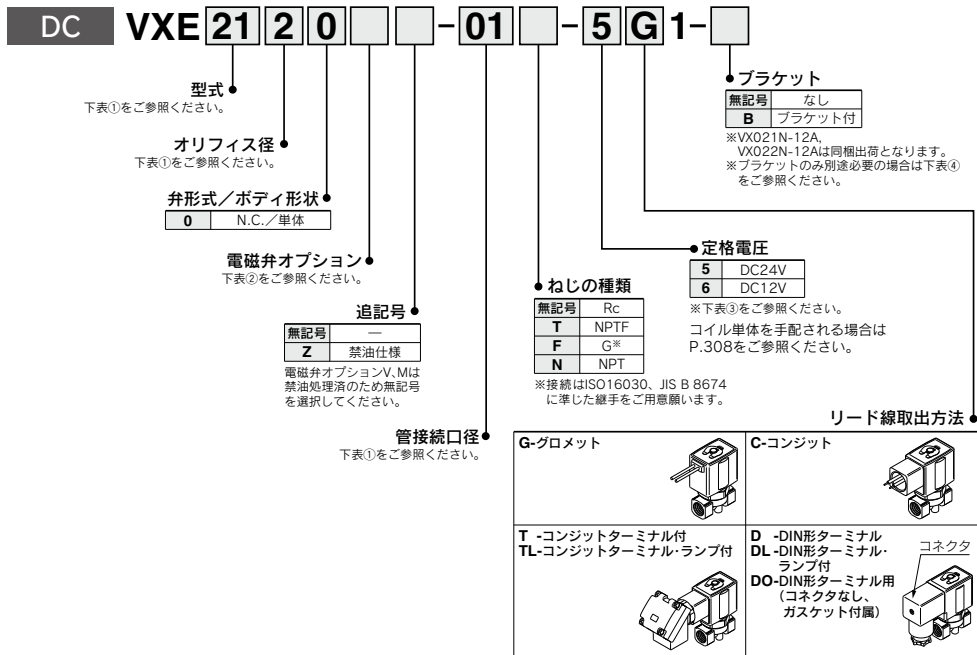 DC VXE 21 2 0 - 01 - 5 G 1-
型式
下表①をご参照ください。
オリフィス径
下表①をご参照ください。
弁形式／ボディ形状
0 N.C.／単体
電磁弁オプション
下表②をご参照ください。
追記号
無記号 —
Z 禁油仕様
電磁弁オプションV、Mは
禁油処理済のため無記号
を選択してください。
管接続口径
下表①をご参照ください。
ねじの種類
無記号 Rc
T NPTF
F G※
N NPT
※接続はISO16030、JIS B 8674
に準じた継手をご用意願います。
定格電圧
5 DC24V
6 DC12V
※下表③をご参照ください。
コイル単体を手配される場合は
P.308をご参照ください。
ブラケット
無記号 なし
B ブラケット付
※VX021N-12A,
VX022N-12Aは同梱出荷となります。
※ブラケットのみ別途必要の場合は下表④
をご参照ください。
リード線取出方法
G-グロメット
C-コンジット
T -コンジットターミナル付
TL-コンジットターミナル・ランプ付
D -DIN形ターミナル
DL-DIN形ターミナル・
ランプ付
DO-DIN形ターミナル用
（コネクタなし、
ガスケット付属）
コネクタ